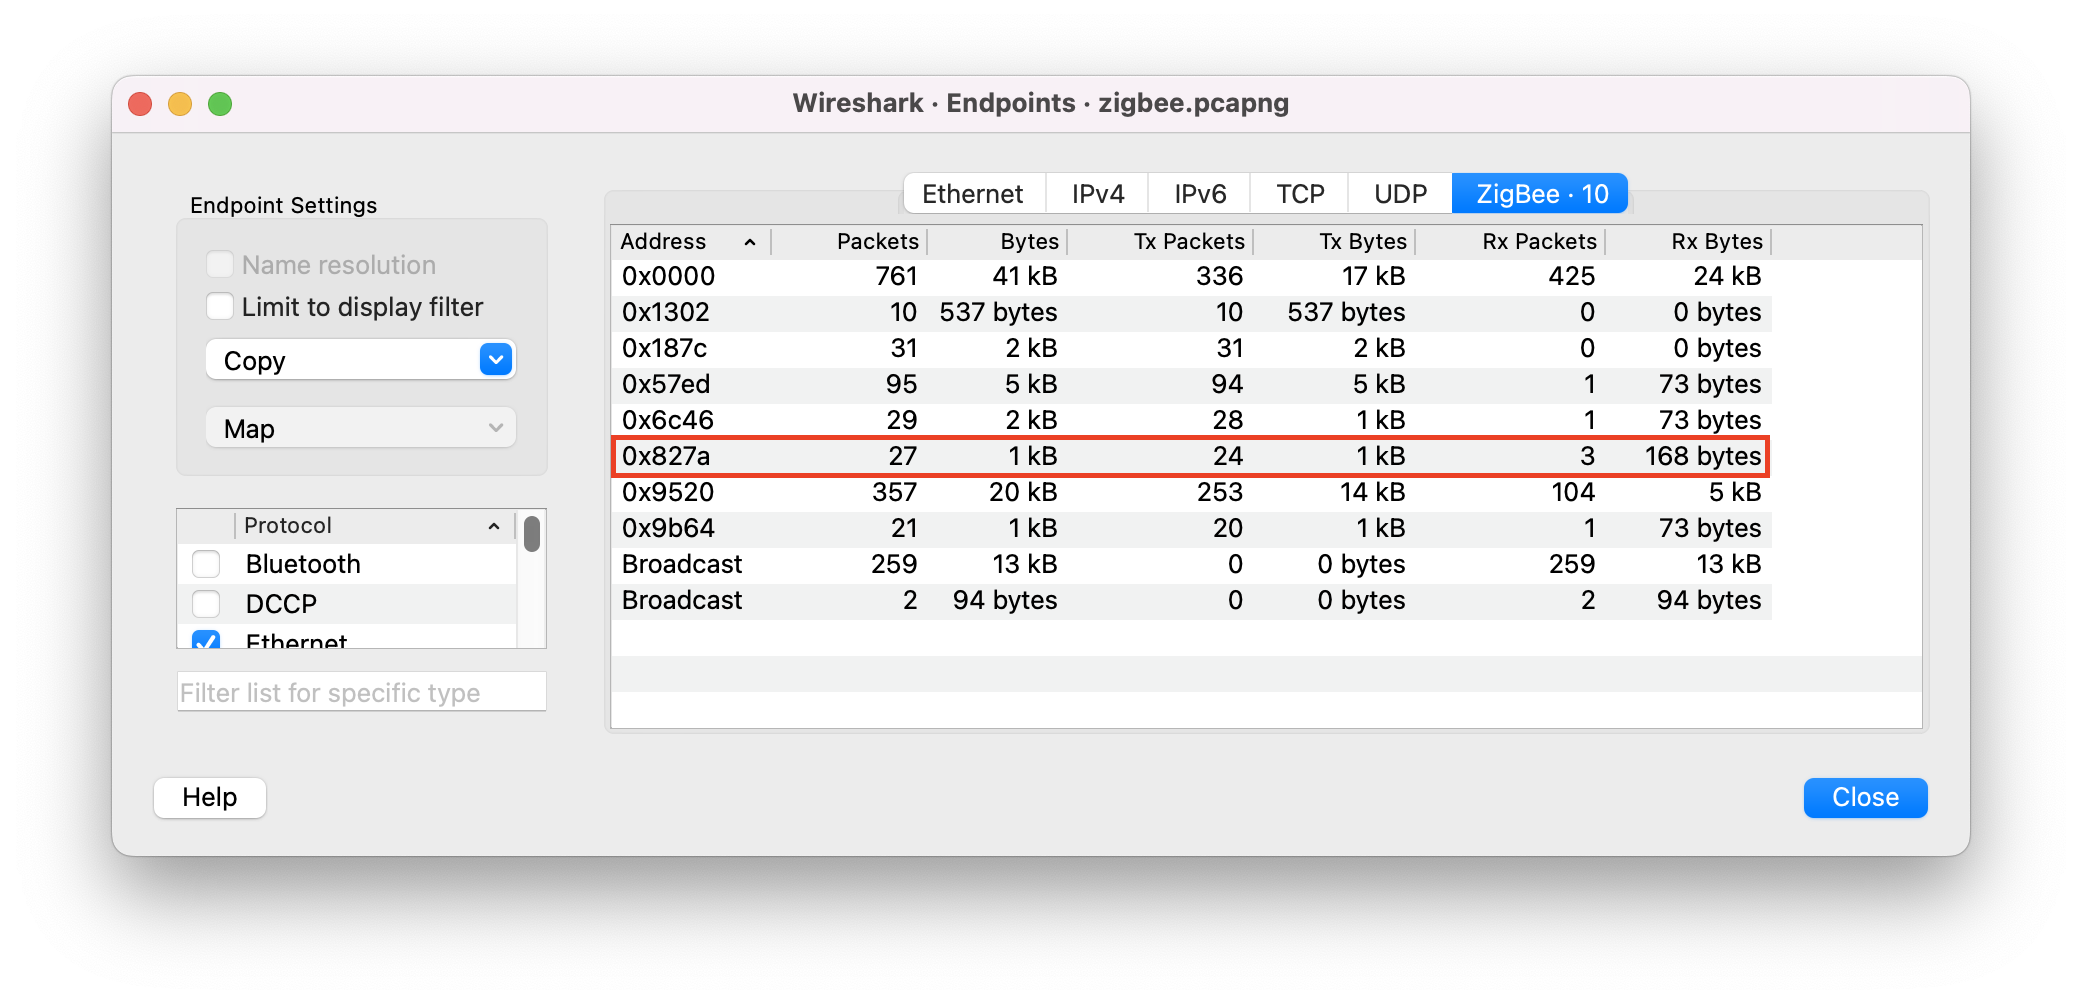 Wireshark · Endpoints · zigbee.pcapng
Endpoint Settings
Name resolution
Limit to display filter
Copy
Map
Protocol
Bluetooth
DCCP
Ethernet
Filter list for specific type
Ethernet IPv4 IPv6 TCP UDP ZigBee · 10
Address Packets Bytes Tx Packets Tx Bytes Rx Packets Rx Bytes
0x0000 761 41 kB 336 17 kB 425 24 kB
0x1302 10 537 bytes 10 537 bytes 0 0 bytes
0x187c 31 2 kB 31 2 kB 0 0 bytes
0x57ed 95 5 kB 94 5 kB 1 73 bytes
0x6c46 29 2 kB 28 1 kB 1 73 bytes
0x827a 27 1 kB 24 1 kB 3 168 bytes
0x9520 357 20 kB 253 14 kB 104 5 kB
0x9b64 21 1 kB 20 1 kB 1 73 bytes
Broadcast 259 13 kB 0 0 bytes 259 13 kB
Broadcast 2 94 bytes 0 0 bytes 2 94 bytes
Help
Close